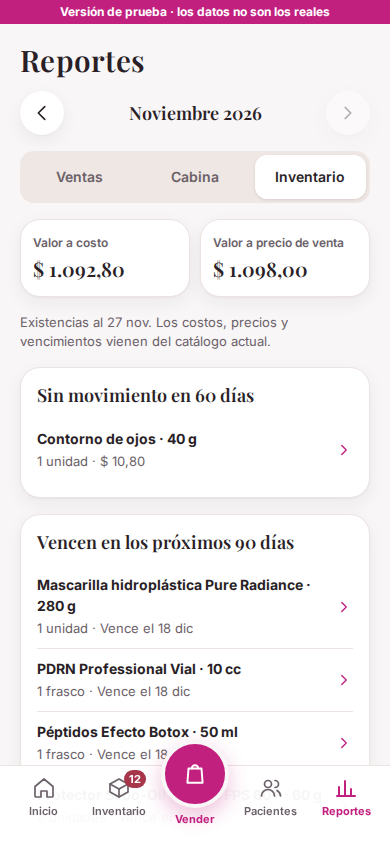 Versión de prueba · los datos no son los reales
Reportes
Noviembre 2026
Ventas
Cabina
Inventario
Valor a costo
$ 1.092,80
Valor a precio de venta
$ 1.098,00
Existencias al 27 nov. Los costos, precios y
vencimientos vienen del catálogo actual.
Sin movimiento en 60 días
Contorno de ojos · 40 g
1 unidad · $ 10,80
Vencen en los próximos 90 días
Mascarilla hidroplástica Pure Radiance ·
280 g
1 unidad · Vence el 18 dic
PDRN Professional Vial · 10 cc
1 frasco · Vence el 18 dic
Péptidos Efecto Botox · 50 ml
1 frasco · Vence el 18
Inicio
12
Inventario
Vender
Pacientes
Reportes